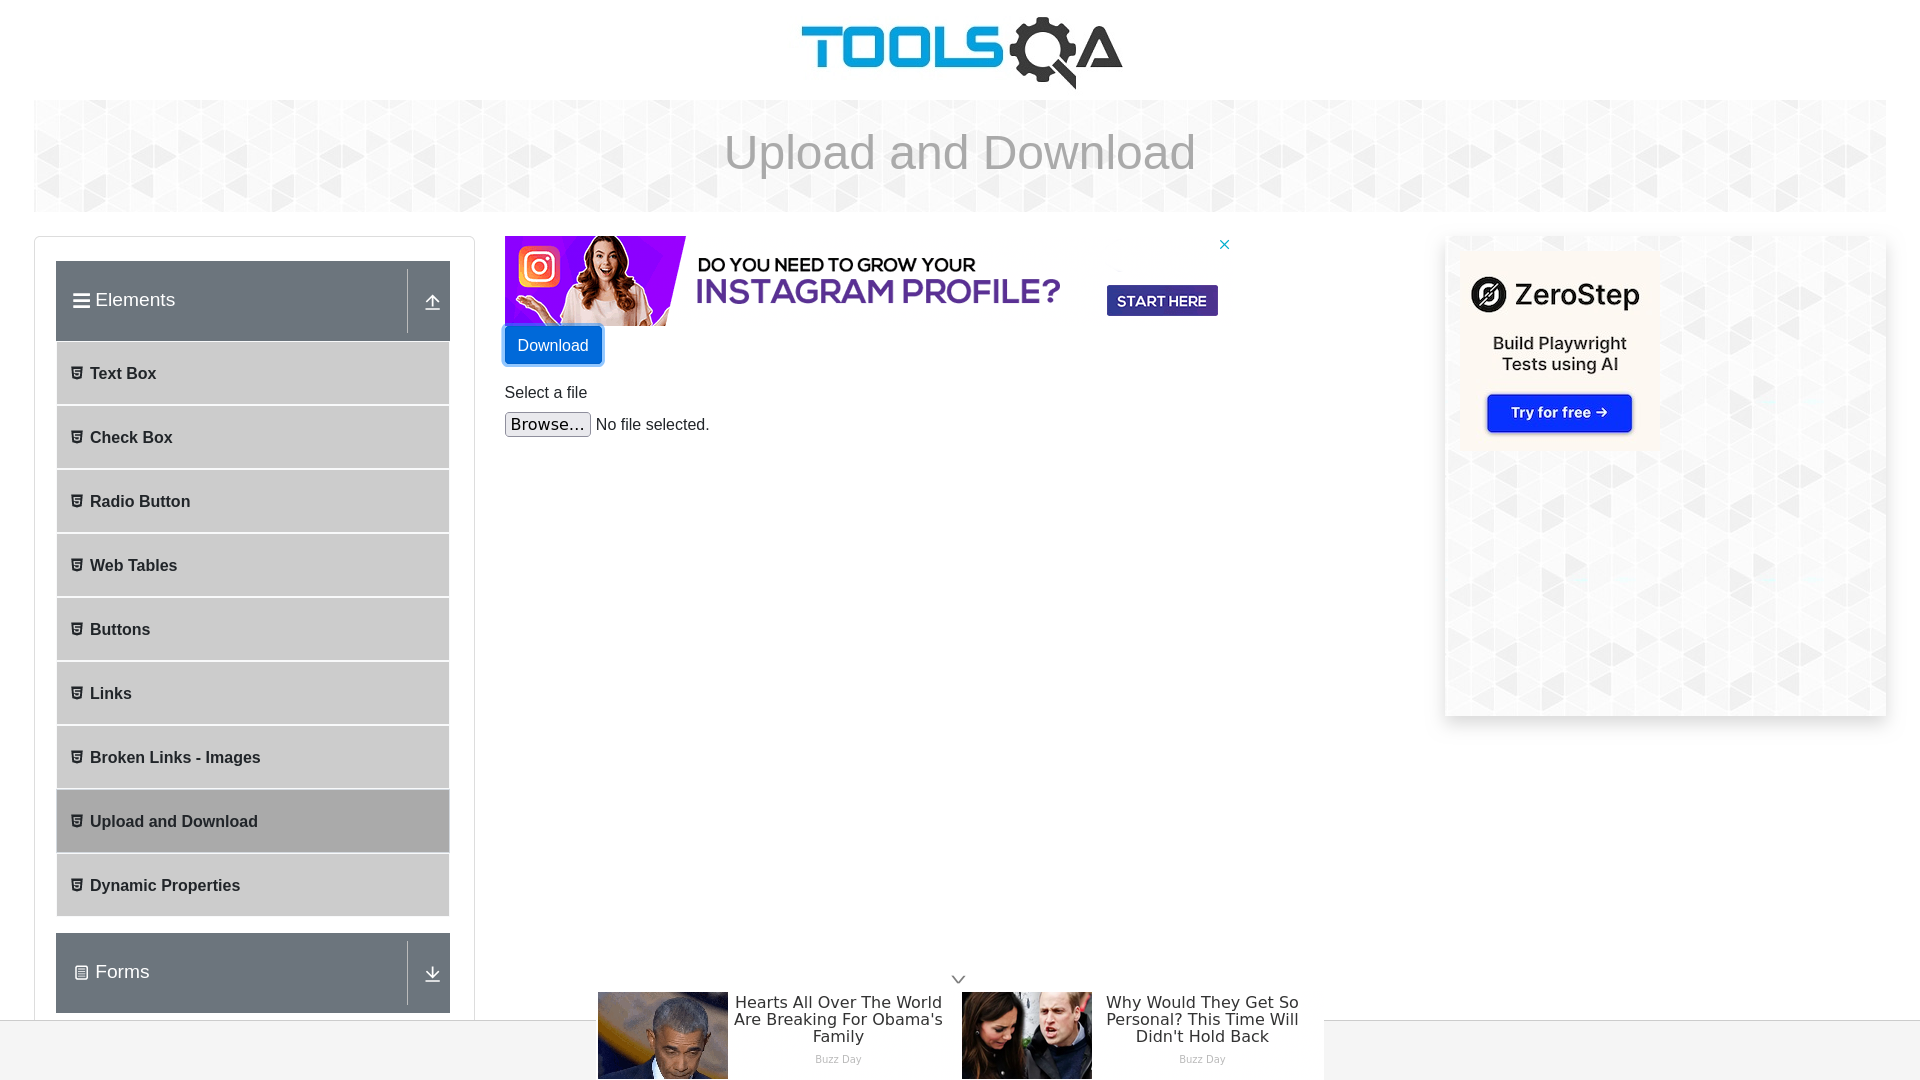 TOOLSQA
Upload and Download
Elements
Text Box
Check Box
Radio Button
Web Tables
Buttons
Links
Broken Links - Images
Upload and Download
Dynamic Properties
Forms
DO YOU NEED TO GROW YOUR
INSTAGRAM PROFILE?
START HERE
Download
Select a file
Browse... No file selected.
ZeroStep
Build Playwright
Tests using AI
Try for free →
Hearts All Over The World
Are Breaking For Obama's
Family
Buzz Day
Why Would They Get So
Personal? This Time Will
Didn't Hold Back
Buzz Day